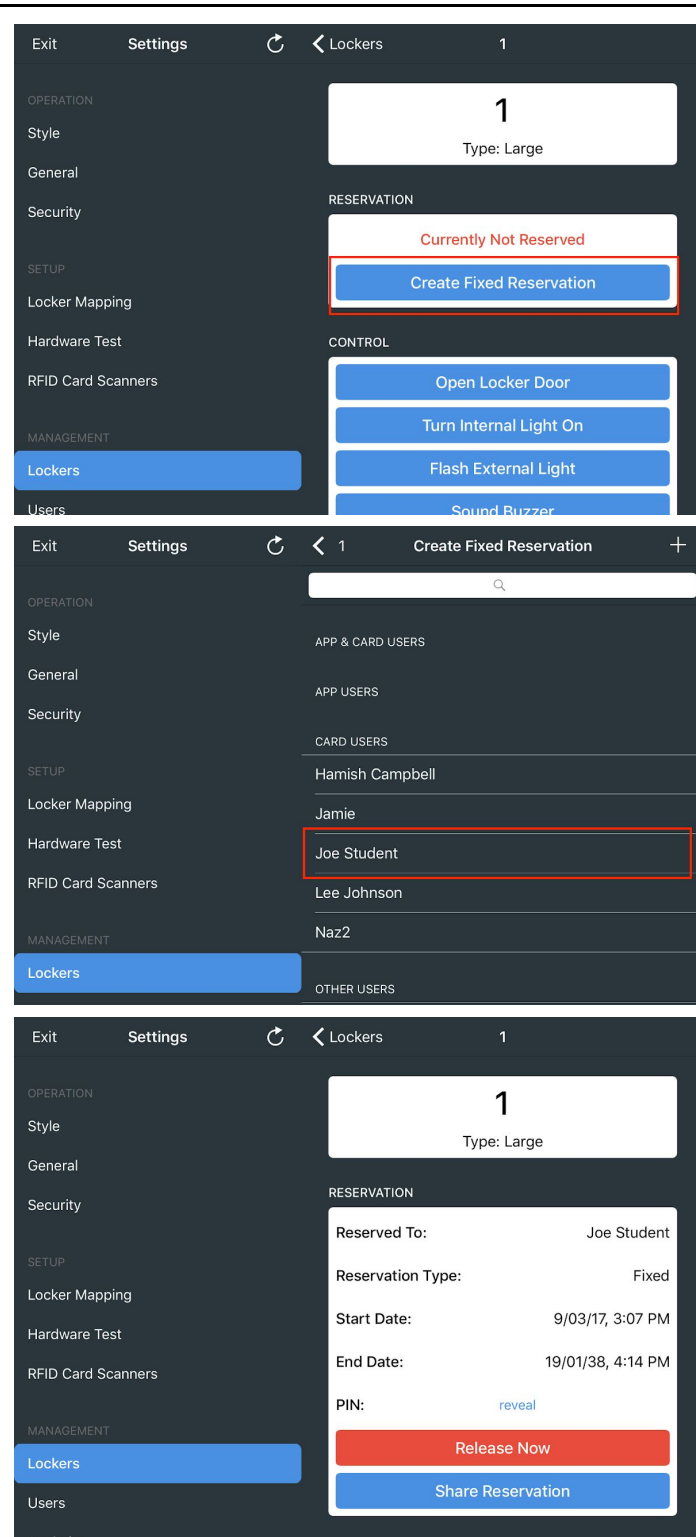 Exit Settings
OPERATION
Style
General
Security
SETUP
Locker Mapping
Hardware Test
RFID Card Scanners
MANAGEMENT
Lockers
Users
Lockers 1
1
Type: Large
RESERVATION
Currently Not Reserved
Create Fixed Reservation
CONTROL
Open Locker Door
Turn Internal Light On
Flash External Light
Sound Buzzer
Exit Settings
OPERATION
Style
General
Security
SETUP
Locker Mapping
Hardware Test
RFID Card Scanners
MANAGEMENT
Lockers
1 Create Fixed Reservation +
APP & CARD USERS
APP USERS
CARD USERS
Hamish Campbell
Jamie
Joe Student
Lee Johnson
Naz2
OTHER USERS
Exit Settings
OPERATION
Style
General
Security
SETUP
Locker Mapping
Hardware Test
RFID Card Scanners
MANAGEMENT
Lockers
Users
Lockers 1
1
Type: Large
RESERVATION
Reserved To: Joe Student
Reservation Type: Fixed
Start Date: 9/03/17, 3:07 PM
End Date: 19/01/38, 4:14 PM
PIN: reveal
Release Now
Share Reservation